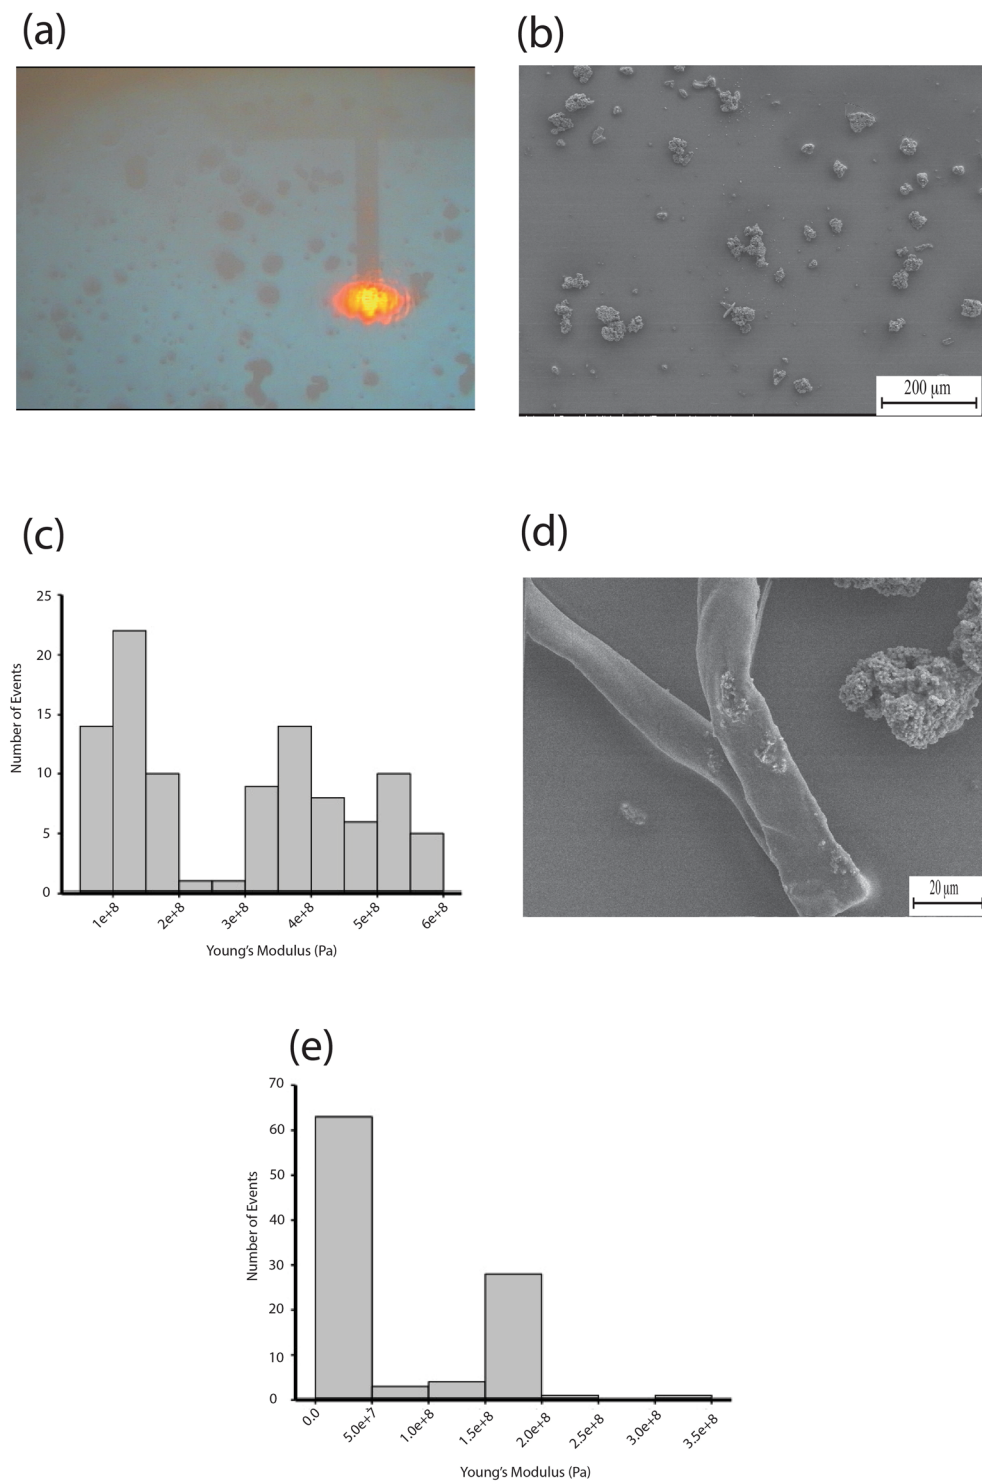 (a)
(b)
200 µm
(c)
25
20
15
10
5
0
Number of Events
1e+8
2e+8
3e+8
4e+8
5e+8
6e+8
Young's Modulus (Pa)
(d)
20 µm
(e)
70
60
50
40
30
20
10
0
Number of Events
0.0
5.0e+7
1.0e+8
1.5e+8
2.0e+8
2.5e+8
3.0e+8
3.5e+8
Young's Modulus (Pa)